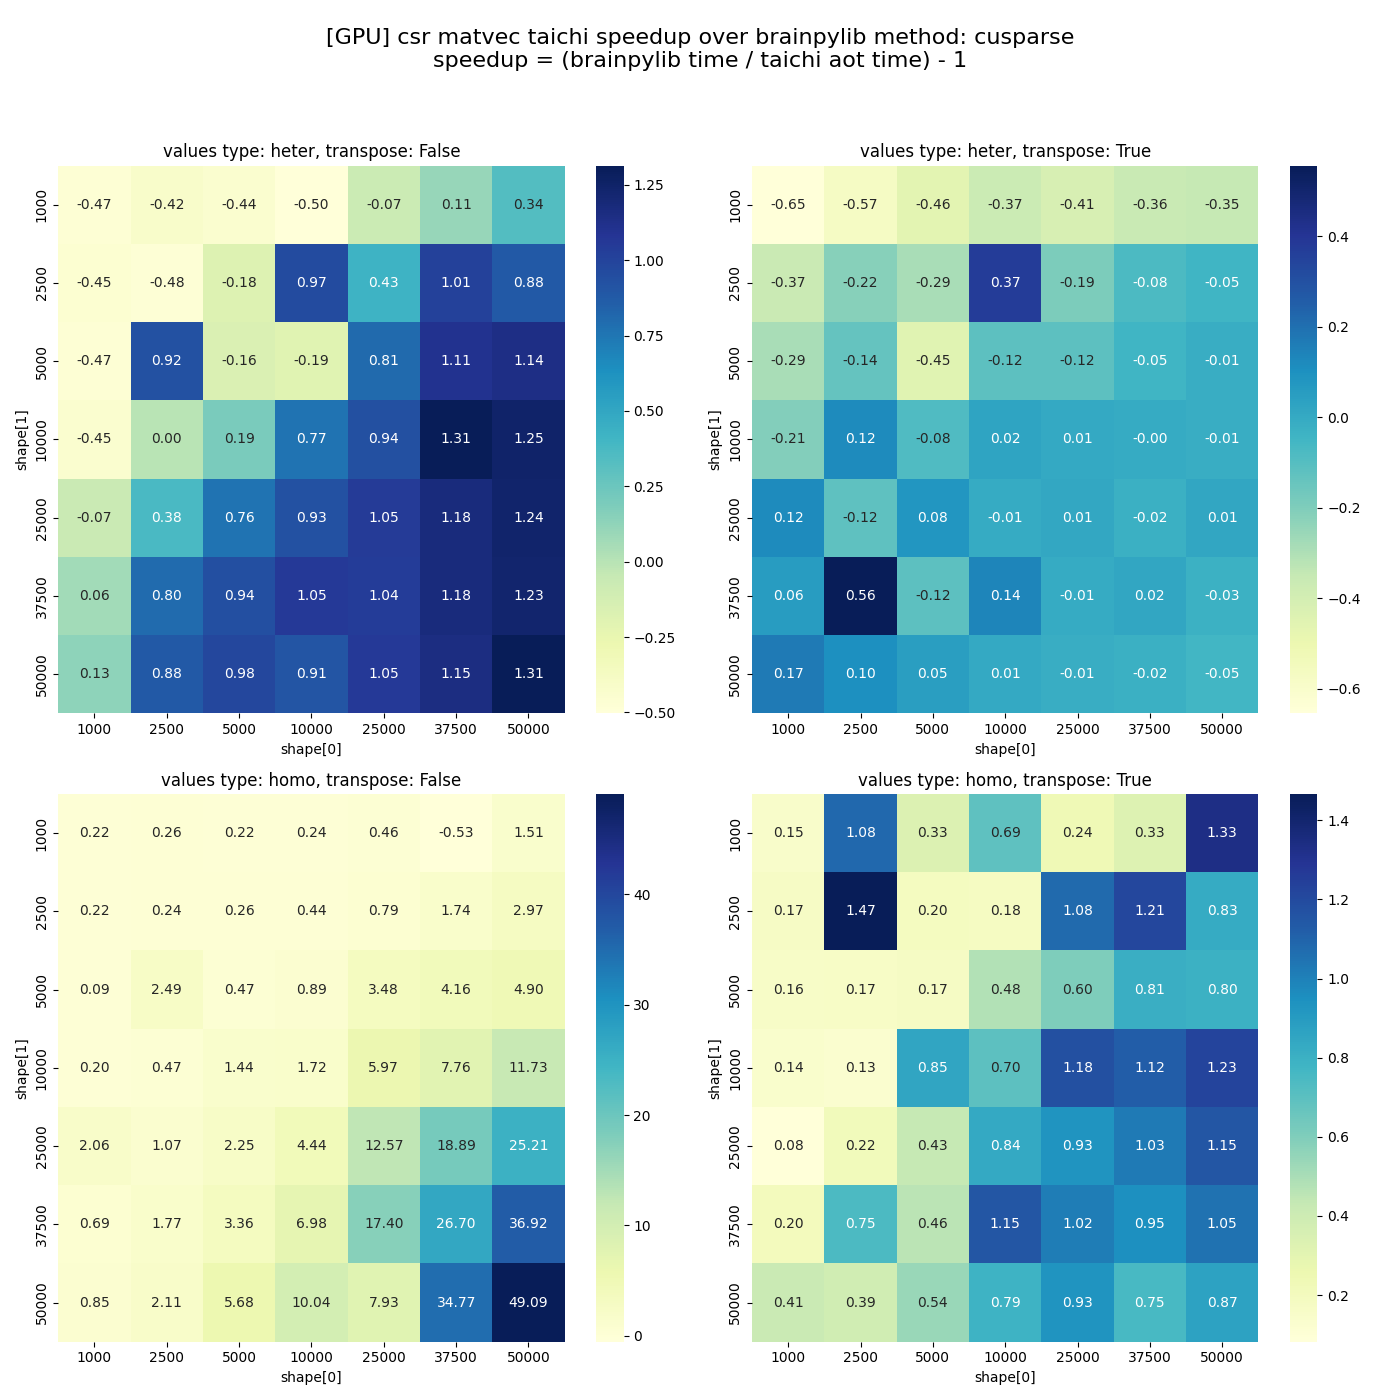 [GPU] csr matvec taichi speedup over brainpylib method: cusparse
speedup = (brainpylib time / taichi aot time) - 1
values type: heter, transpose: False
1000 -0.47 -0.42 -0.44 -0.50 -0.07 0.11 0.34
2500 -0.45 -0.48 -0.18 0.97 0.43 1.01 0.88
5000 -0.47 0.92 -0.16 -0.19 0.81 1.11 1.14
10000 -0.45 0.00 0.19 0.77 0.94 1.31 1.25
25000 -0.07 0.38 0.76 0.93 1.05 1.18 1.24
37500 0.06 0.80 0.94 1.05 1.04 1.18 1.23
50000 0.13 0.88 0.98 0.91 1.05 1.15 1.31
shape[1]
1000 2500 5000 10000 25000 37500 50000
shape[0]
1.25
1.00
0.75
0.50
0.25
0.00
−0.25
−0.50
values type: heter, transpose: True
1000 -0.65 -0.57 -0.46 -0.37 -0.41 -0.36 -0.35
2500 -0.37 -0.22 -0.29 0.37 -0.19 -0.08 -0.05
5000 -0.29 -0.14 -0.45 -0.12 -0.12 -0.05 -0.01
10000 -0.21 0.12 -0.08 0.02 0.01 -0.00 -0.01
25000 0.12 -0.12 0.08 -0.01 0.01 -0.02 0.01
37500 0.06 0.56 -0.12 0.14 -0.01 0.02 -0.03
50000 0.17 0.10 0.05 0.01 -0.01 -0.02 -0.05
shape[1]
1000 2500 5000 10000 25000 37500 50000
shape[0]
0.4
0.2
0.0
−0.2
−0.4
−0.6
values type: homo, transpose: False
1000 0.22 0.26 0.22 0.24 0.46 -0.53 1.51
2500 0.22 0.24 0.26 0.44 0.79 1.74 2.97
5000 0.09 2.49 0.47 0.89 3.48 4.16 4.90
10000 0.20 0.47 1.44 1.72 5.97 7.76 11.73
25000 2.06 1.07 2.25 4.44 12.57 18.89 25.21
37500 0.69 1.77 3.36 6.98 17.40 26.70 36.92
50000 0.85 2.11 5.68 10.04 7.93 34.77 49.09
shape[1]
1000 2500 5000 10000 25000 37500 50000
shape[0]
40
30
20
10
0
values type: homo, transpose: True
1000 0.15 1.08 0.33 0.69 0.24 0.33 1.33
2500 0.17 1.47 0.20 0.18 1.08 1.21 0.83
5000 0.16 0.17 0.17 0.48 0.60 0.81 0.80
10000 0.14 0.13 0.85 0.70 1.18 1.12 1.23
25000 0.08 0.22 0.43 0.84 0.93 1.03 1.15
37500 0.20 0.75 0.46 1.15 1.02 0.95 1.05
50000 0.41 0.39 0.54 0.79 0.93 0.75 0.87
shape[1]
1000 2500 5000 10000 25000 37500 50000
shape[0]
1.4
1.2
1.0
0.8
0.6
0.4
0.2